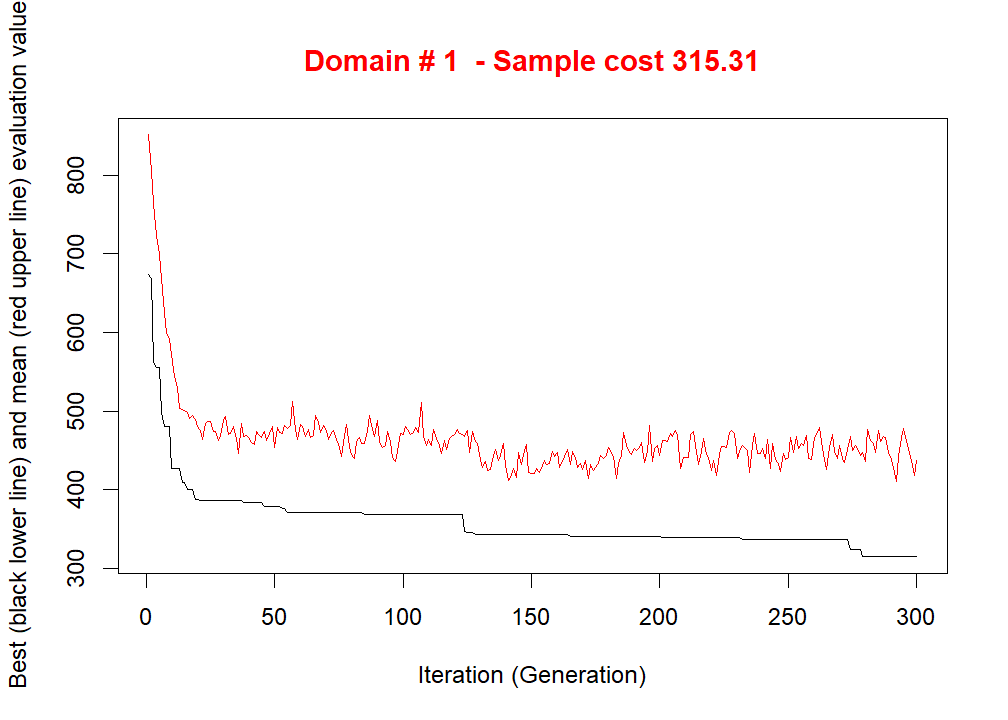 Domain # 1  - Sample cost 315.31
Best (black lower line) and mean (red upper line) evaluation value
800
700
600
500
400
300
0 50 100 150 200 250 300
Iteration (Generation)